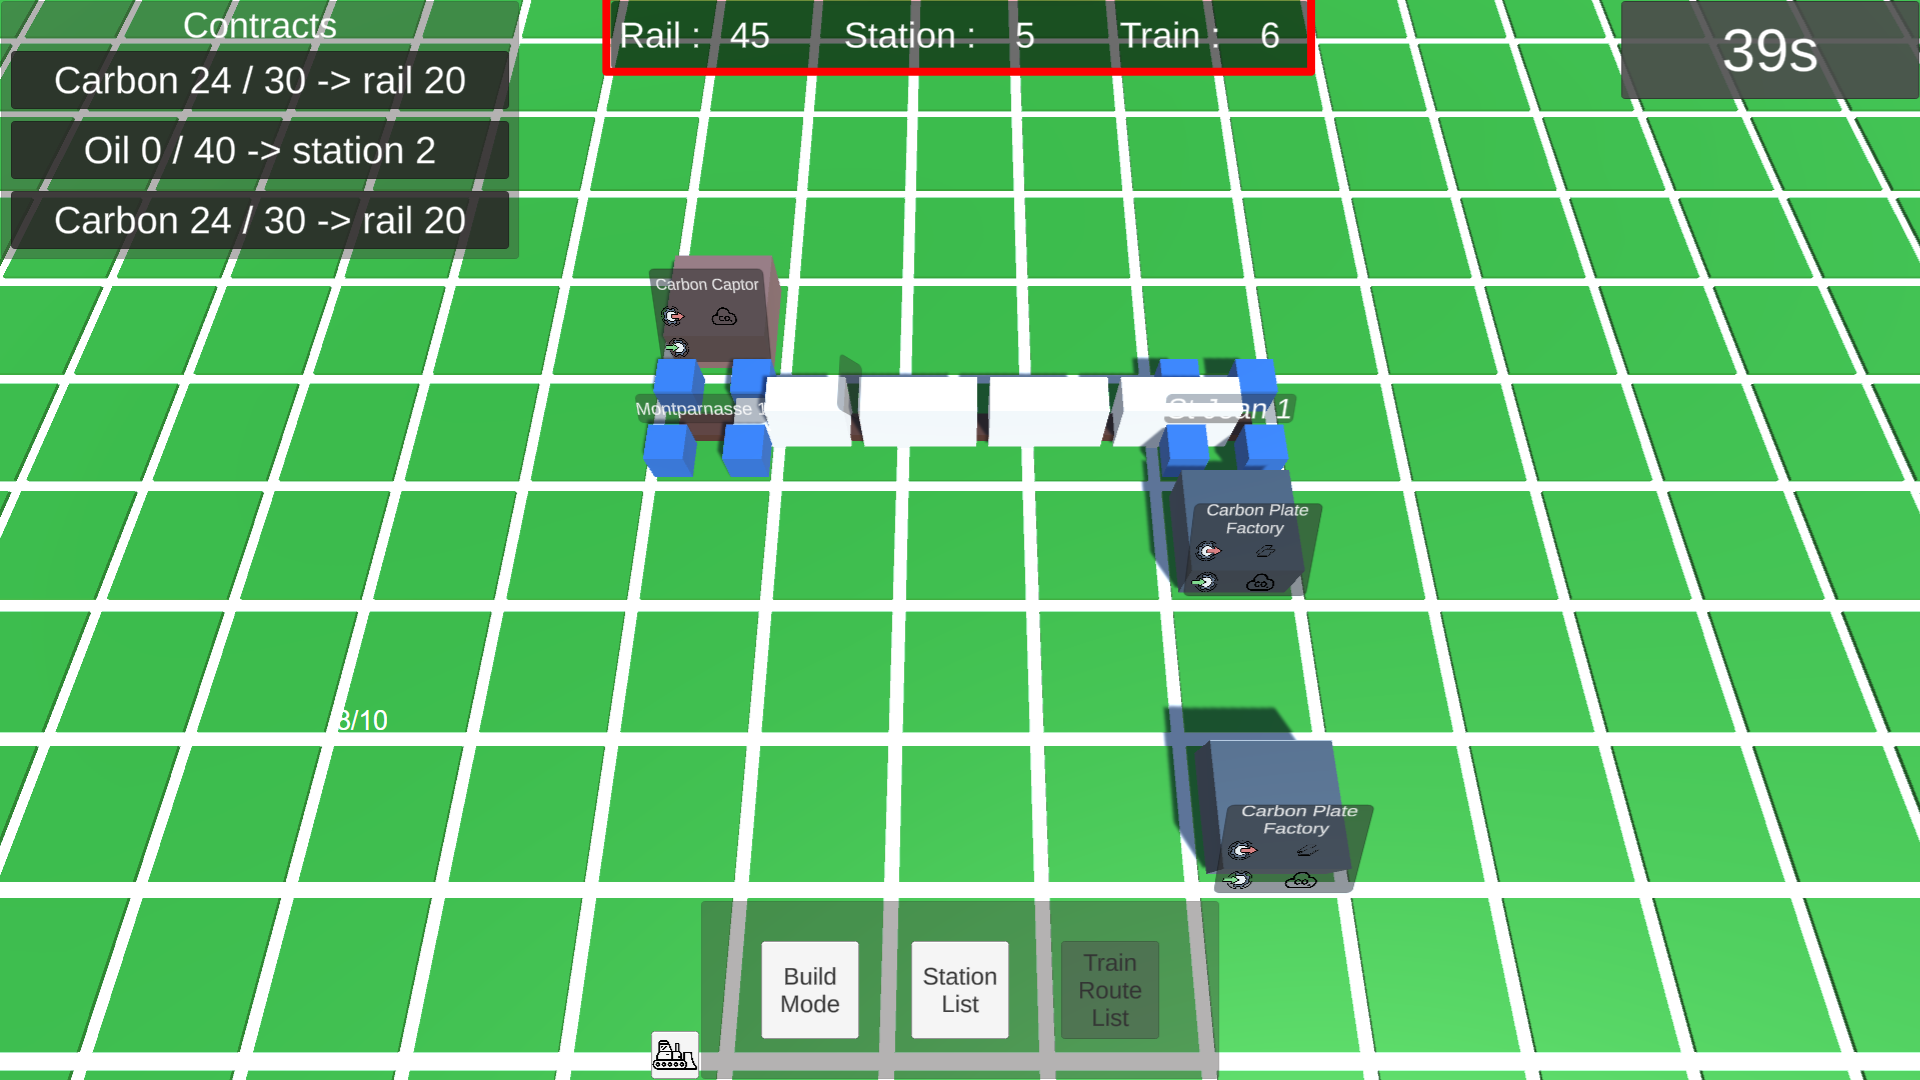 Contracts
Carbon 24 / 30 -> rail 20
Oil 0 / 40 -> station 2
Carbon 24 / 30 -> rail 20
Rail : 45 Station : 5 Train : 6
39s
Carbon Captor
Montparnasse 1
St Jean 1
Carbon Plate
Factory
8/10
Carbon Plate
Factory
Build
Mode
Station
List
Train
Route
List